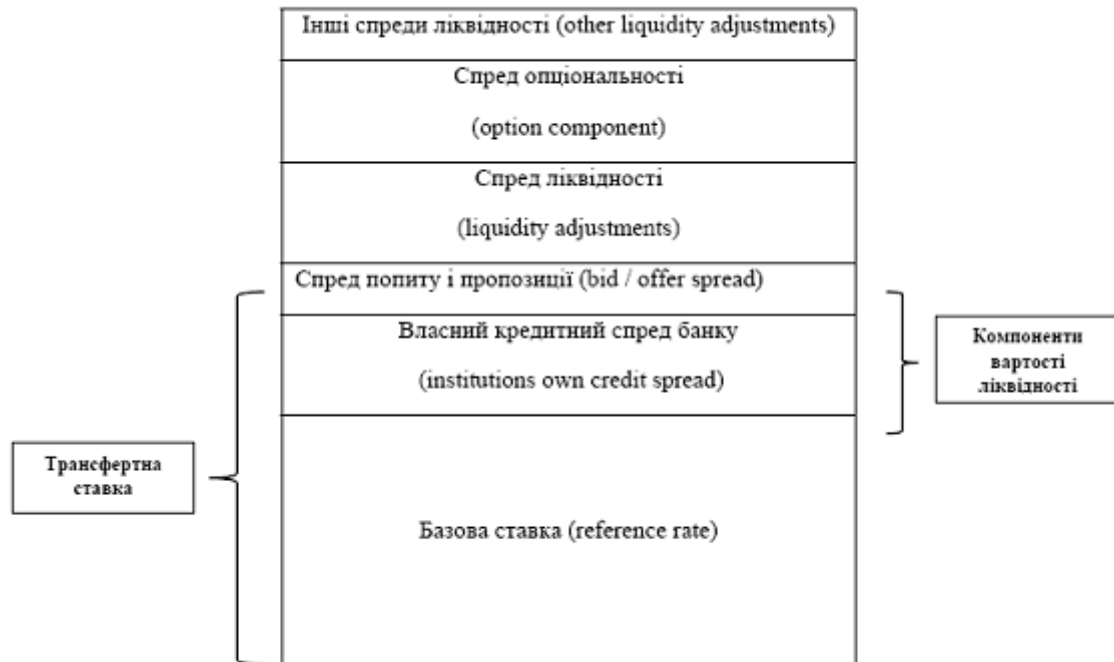 Інші спреди ліквідності (other liquidity adjustments)
Спред опціональності
(option component)
Спред ліквідності
(liquidity adjustments)
Спред попиту і пропозиції (bid / offer spread)
Власний кредитний спред банку
(institutions own credit spread)
Компоненти
вартості
ліквідності
Трансфертна
ставка
Базова ставка (reference rate)